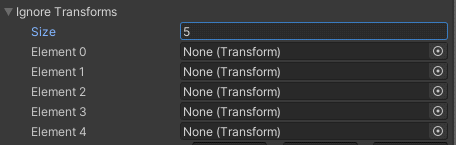 Ignore Transforms
Size 5
Element 0 None (Transform)
Element 1 None (Transform)
Element 2 None (Transform)
Element 3 None (Transform)
Element 4 None (Transform)